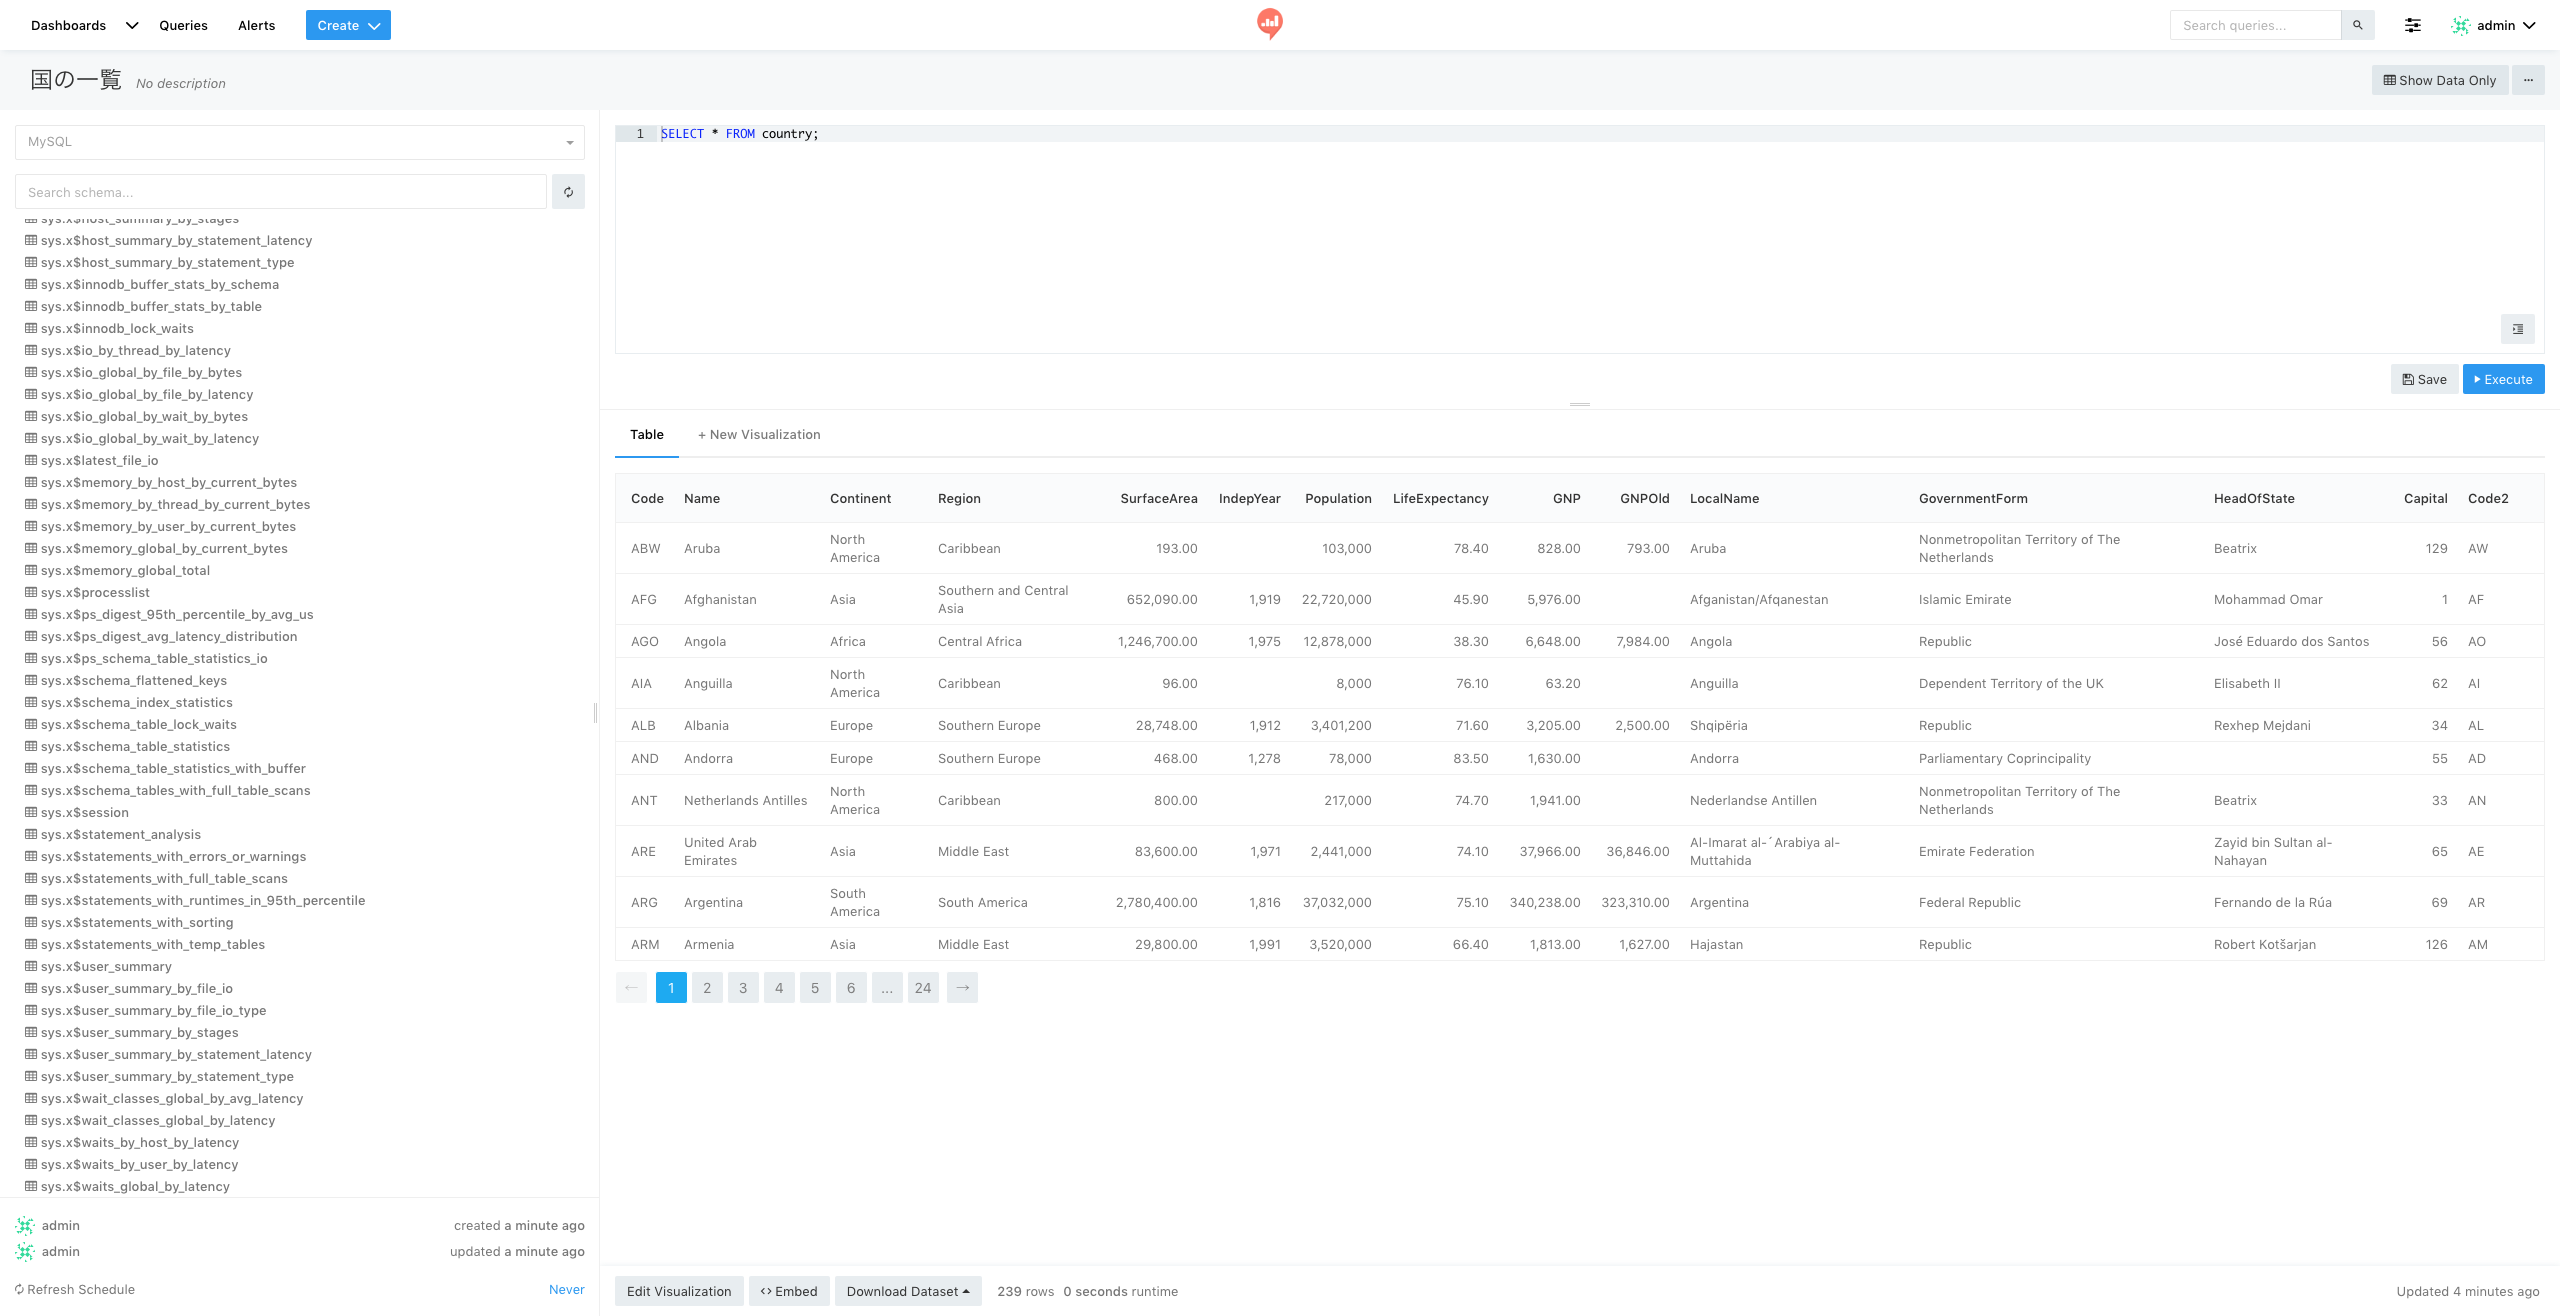 Dashboards Queries Alerts Create Search queries... admin
国の一覧 No description Show Data Only ...
MySQL
Search schema...
sys.x$host_summary_by_stages
sys.x$host_summary_by_statement_latency
sys.x$host_summary_by_statement_type
sys.x$innodb_buffer_stats_by_schema
sys.x$innodb_buffer_stats_by_table
sys.x$innodb_lock_waits
sys.x$io_by_thread_by_latency
sys.x$io_global_by_file_by_bytes
sys.x$io_global_by_file_by_latency
sys.x$io_global_by_wait_by_bytes
sys.x$io_global_by_wait_by_latency
sys.x$latest_file_io
sys.x$memory_by_host_by_current_bytes
sys.x$memory_by_thread_by_current_bytes
sys.x$memory_by_user_by_current_bytes
sys.x$memory_global_by_current_bytes
sys.x$memory_global_total
sys.x$processlist
sys.x$ps_digest_95th_percentile_by_avg_us
sys.x$ps_digest_avg_latency_distribution
sys.x$ps_schema_table_statistics_io
sys.x$schema_flattened_keys
sys.x$schema_index_statistics
sys.x$schema_table_lock_waits
sys.x$schema_table_statistics
sys.x$schema_table_statistics_with_buffer
sys.x$schema_tables_with_full_table_scans
sys.x$session
sys.x$statement_analysis
sys.x$statements_with_errors_or_warnings
sys.x$statements_with_full_table_scans
sys.x$statements_with_runtimes_in_95th_percentile
sys.x$statements_with_sorting
sys.x$statements_with_temp_tables
sys.x$user_summary
sys.x$user_summary_by_file_io
sys.x$user_summary_by_file_io_type
sys.x$user_summary_by_stages
sys.x$user_summary_by_statement_latency
sys.x$user_summary_by_statement_type
sys.x$wait_classes_global_by_avg_latency
sys.x$wait_classes_global_by_latency
sys.x$waits_by_host_by_latency
sys.x$waits_by_user_by_latency
sys.x$waits_global_by_latency
admin created a minute ago
admin updated a minute ago
Refresh Schedule Never
1 SELECT * FROM country;
Save Execute
Table + New Visualization
Code Name Continent Region SurfaceArea IndepYear Population LifeExpectancy GNP GNPOld LocalName GovernmentForm HeadOfState Capital Code2
ABW Aruba North America Caribbean 193.00 103,000 78.40 828.00 793.00 Aruba Nonmetropolitan Territory of The Netherlands Beatrix 129 AW
AFG Afghanistan Asia Southern and Central Asia 652,090.00 1,919 22,720,000 45.90 5,976.00 Afganistan/Afqanestan Islamic Emirate Mohammad Omar 1 AF
AGO Angola Africa Central Africa 1,246,700.00 1,975 12,878,000 38.30 6,648.00 7,984.00 Angola Republic José Eduardo dos Santos 56 AO
AIA Anguilla North America Caribbean 96.00 8,000 76.10 63.20 Anguilla Dependent Territory of the UK Elisabeth II 62 AI
ALB Albania Europe Southern Europe 28,748.00 1,912 3,401,200 71.60 3,205.00 2,500.00 Shqipëria Republic Rexhep Mejdani 34 AL
AND Andorra Europe Southern Europe 468.00 1,278 78,000 83.50 1,630.00 Andorra Parliamentary Coprincipality 55 AD
ANT Netherlands Antilles North America Caribbean 800.00 217,000 74.70 1,941.00 Nederlandse Antillen Nonmetropolitan Territory of The Netherlands Beatrix 33 AN
ARE United Arab Emirates Asia Middle East 83,600.00 1,971 2,441,000 74.10 37,966.00 36,846.00 Al-Imarat al-´Arabiya al-Muttahida Emirate Federation Zayid bin Sultan al-Nahayan 65 AE
ARG Argentina South America South America 2,780,400.00 1,816 37,032,000 75.10 340,238.00 323,310.00 Argentina Federal Republic Fernando de la Rúa 69 AR
ARM Armenia Asia Middle East 29,800.00 1,991 3,520,000 66.40 1,813.00 1,627.00 Hajastan Republic Robert Kotšarjan 126 AM
← 1 2 3 4 5 6 ... 24 →
Edit Visualization <> Embed Download Dataset 239 rows 0 seconds runtime Updated 4 minutes ago